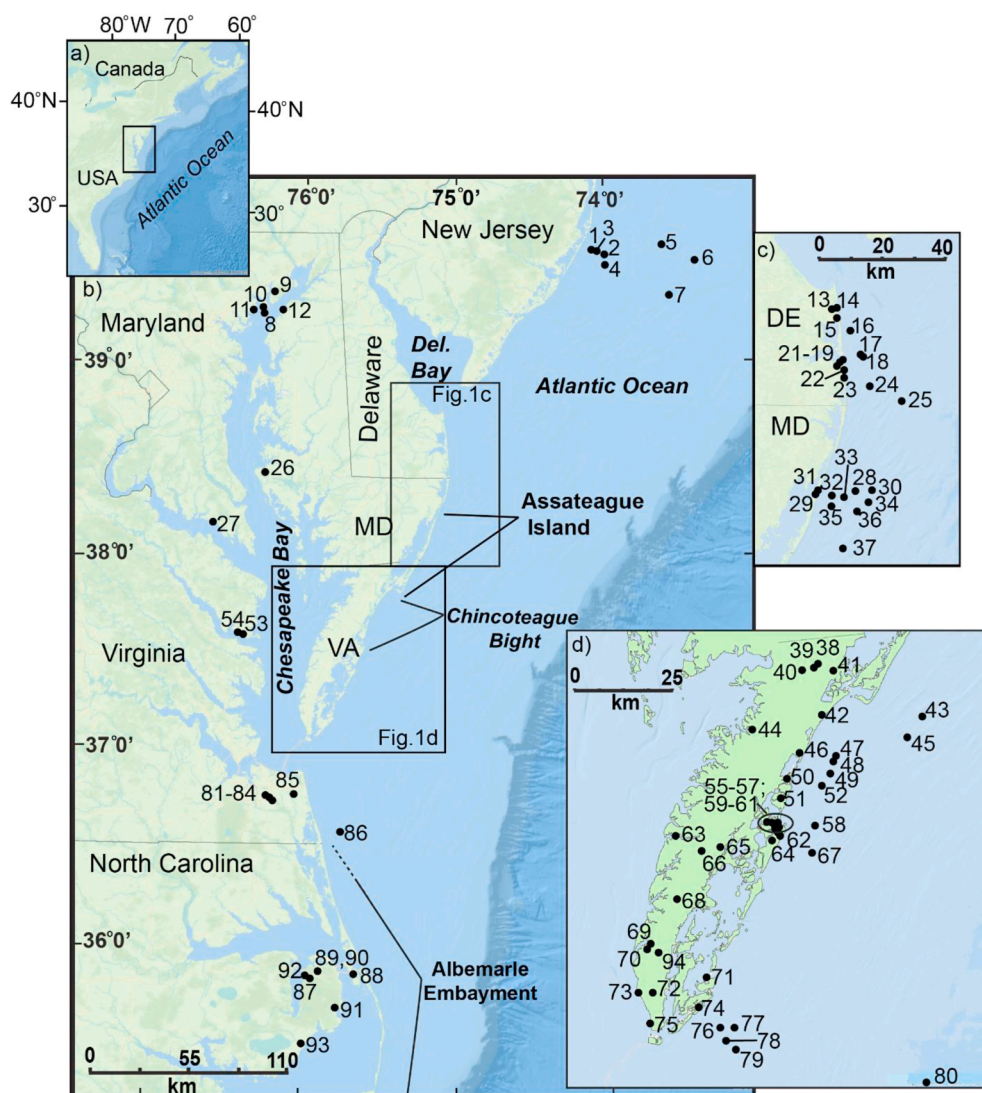 80°W 70° 60°
a)
Canada
40°N
40°N
USA
Atlantic Ocean
30°
30°
76°0' 75°0' 74°0'
New Jersey
1
3
2
4
5
6
7
b)
10
9
11
8
12
Maryland
39°0'
Del.
Bay
Delaware
Atlantic Ocean
Fig.1c
26
27
MD
Assateague
Island
38°0'
Chesapeake Bay
54 53
Virginia
VA
Chincoteague
Bight
Fig.1d
37°0'
81-84
85
86
North Carolina
36°0'
89,90
92
87
88
91
93
Albemarle
Embayment
0 55 110
km
c)
0 20 40
km
13 14
DE
15
16
17
21-19
18
22
23
24
25
MD
33
31
32
28
30
29
34
35
36
37
d)
0 25
km
39 38
40
41
42
43
44
45
46
47
48
49
50
52
55-57;
59-61
51
58
62
63
65
64
66
67
68
69
70
94
71
73
72
74
75
76
77
78
79
80